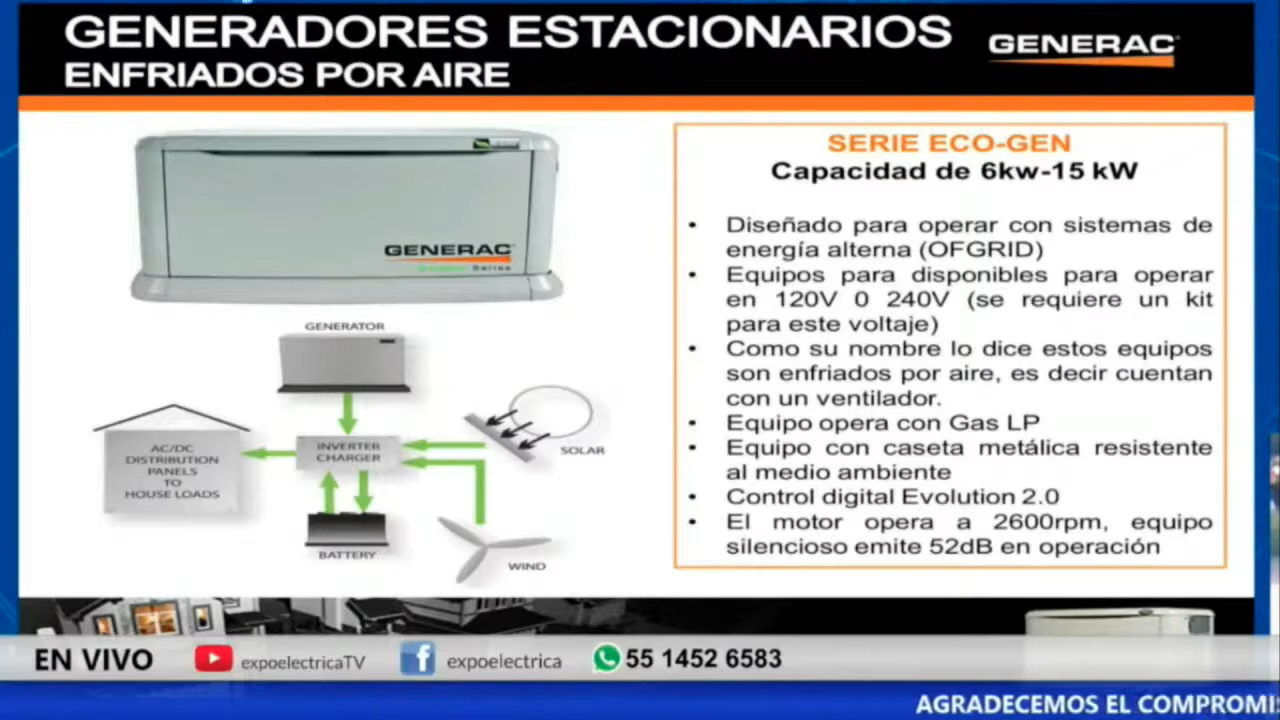 GENERADORES ESTACIONARIOS
ENFRIADOS POR AIRE
GENERAC
SERIE ECO-GEN
Capacidad de 6kw-15 kW
• Diseñado para operar con sistemas de
energía alterna (OFGRID)
• Equipos para disponibles para operar
en 120V 0 240V (se requiere un kit
para este voltaje)
• Como su nombre lo dice estos equipos
son enfriados por aire, es decir cuentan
con un ventilador.
• Equipo opera con Gas LP
• Equipo con caseta metálica resistente
al medio ambiente
• Control digital Evolution 2.0
• El motor opera a 2600rpm, equipo
silencioso emite 52dB en operación
GENERAC
Series
GENERATOR
INVERTER
CHARGER
SOLAR
AC/DC
DISTRIBUTION
PANELS
TO
HOUSE LOADS
BATTERY
WIND
EN VIVO
expoelectricaTV
expoelectrica
55 1452 6583
AGRADECEMOS EL COMPROMI